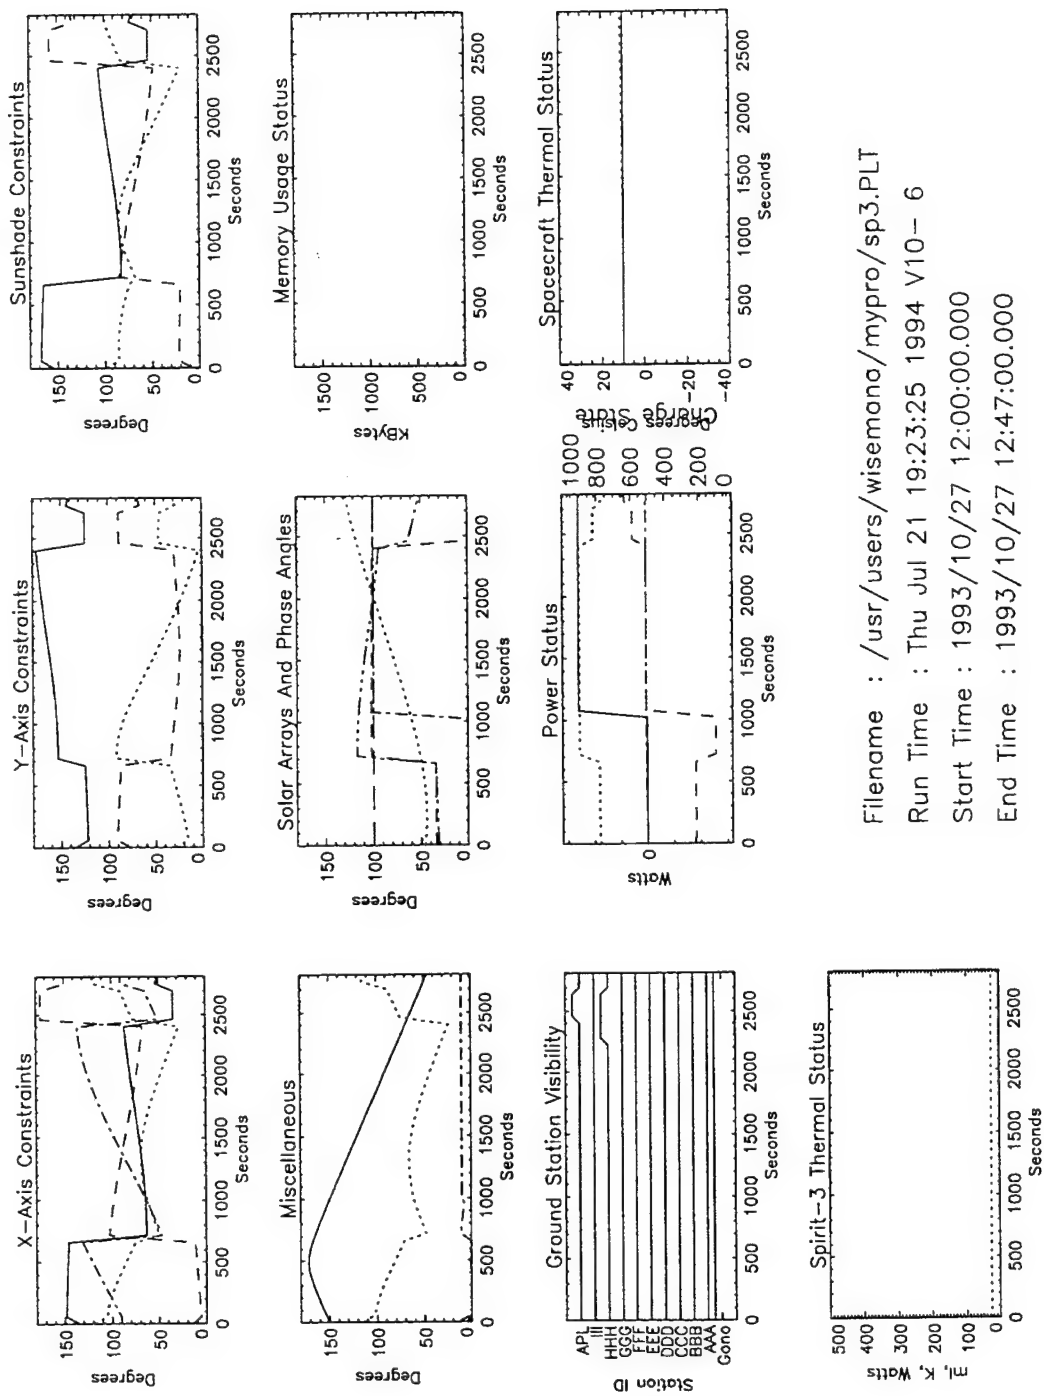 X-Axis Constraints
Degrees
150
100
50
0
0 500 1000 1500 2000 2500
Seconds
Y-Axis Constraints
Degrees
150
100
50
0
0 500 1000 1500 2000 2500
Seconds
Sunshade Constraints
Degrees
150
100
50
0
0 500 1000 1500 2000 2500
Seconds
Miscellaneous
Degrees
150
100
50
0
0 500 1000 1500 2000 2500
Seconds
Solar Arrays And Phase Angles
Degrees
150
100
50
0
0 500 1000 1500 2000 2500
Seconds
Memory Usage Status
KBytes
1500
1000
500
0
0 500 1000 1500 2000 2500
Seconds
Ground Station Visibility
Station ID
APL
III
HHH
GGG
FFF
EEE
DDD
CCC
BBB
AAA
Gono
0 500 1000 1500 2000 2500
Seconds
Power Status
Watts
0
0 500 1000 1500 2000 2500
Seconds
1000
800
600
400
200
0
Charge State
Spacecraft Thermal Status
Degrees Celsius
40
20
0
-20
-40
0 500 1000 1500 2000 2500
Seconds
Spirit-3 Thermal Status
ml, K, Watts
500
400
300
200
100
0
0 500 1000 1500 2000 2500
Seconds
Filename : /usr/users/wisemana/mypro/sp3.PLT
Run Time : Thu Jul 21 19:23:25 1994 V10- 6
Start Time : 1993/10/27 12:00:00.000
End Time : 1993/10/27 12:47:00.000